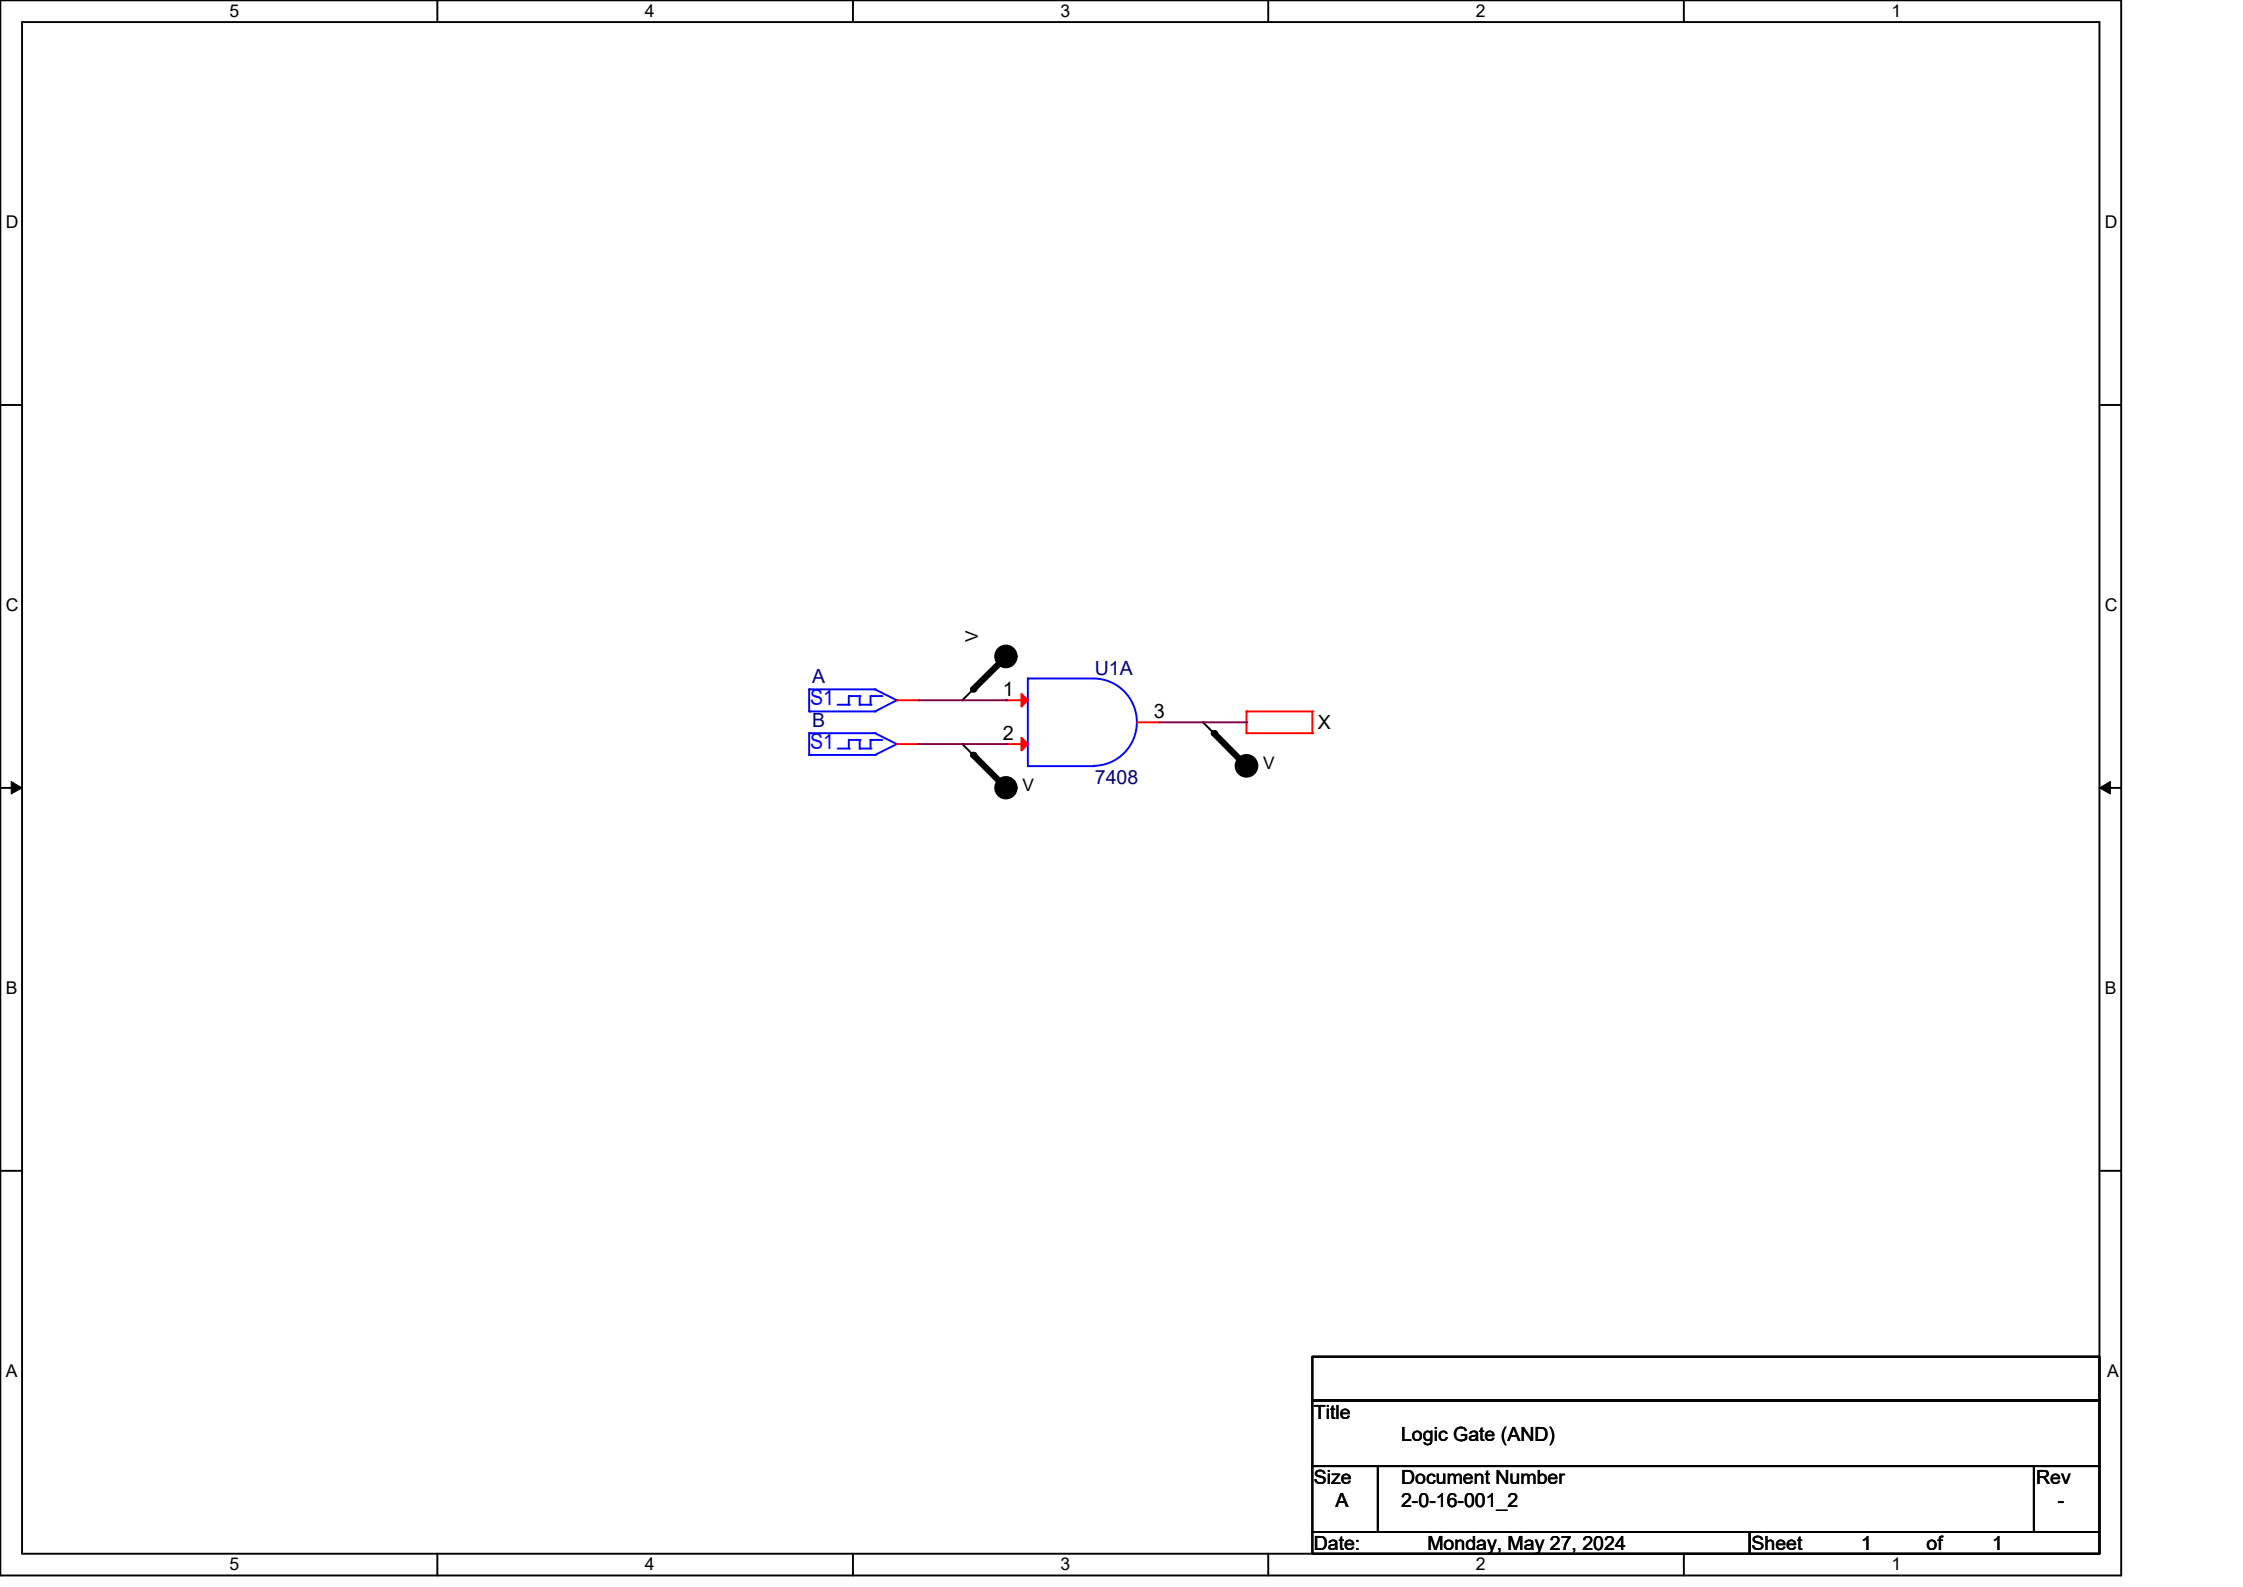 5 4 3 2 1
D D
C C
V
U1A
A
1
S1
3
X
B
2
S1
V
7408
V
B B
A A
Title
Logic Gate (AND)
Size Document Number Rev
A 2-0-16-001_2 -
Date: Monday, May 27, 2024 Sheet 1 of 1
5 4 3 2 1